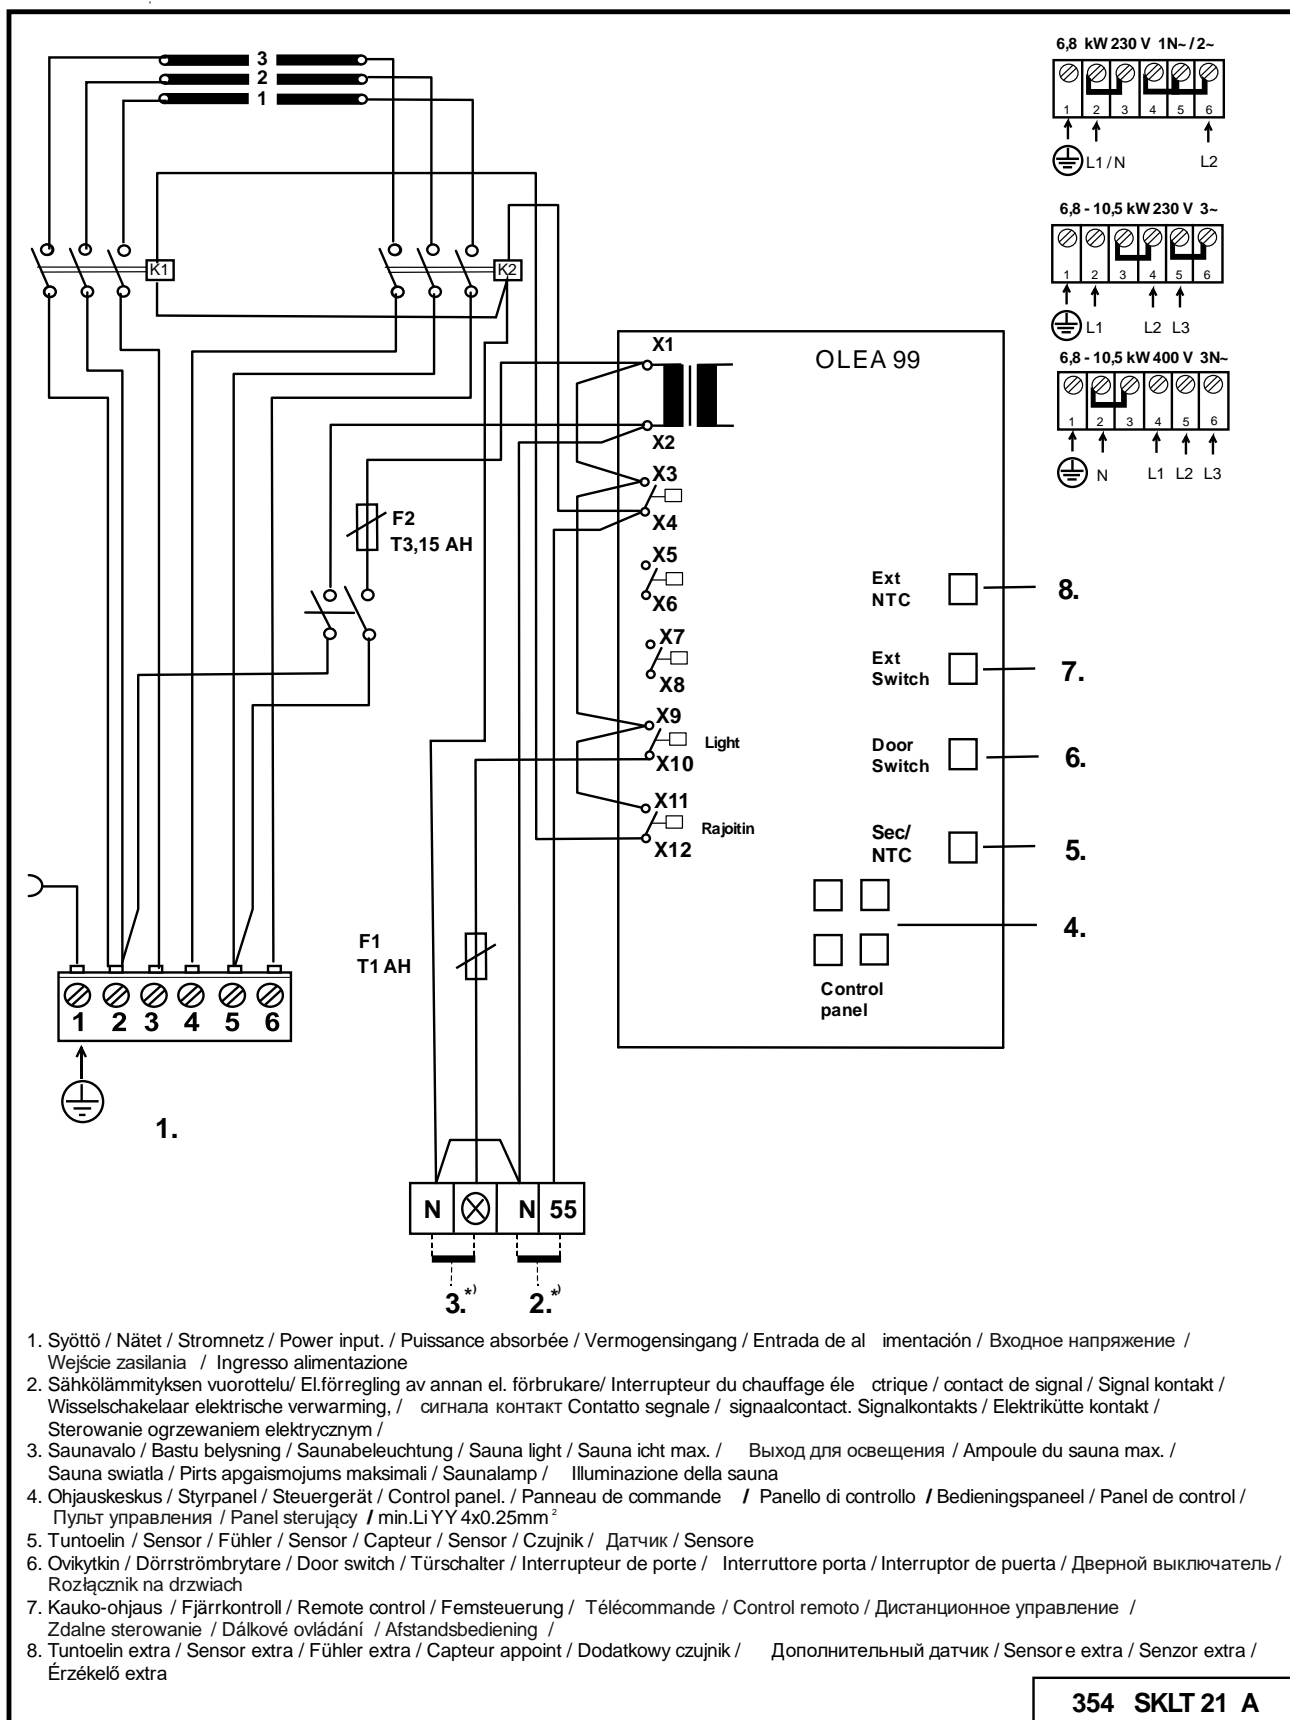 3
2
1
K1
K2
6,8 kW 230 V 1N~ / 2~
1 2 3 4 5 6
L1 / N L2
6,8 - 10,5 kW 230 V 3~
1 2 3 4 5 6
L1 L2 L3
6,8 - 10,5 kW 400 V 3N~
1 2 3 4 5 6
N L1 L2 L3
OLEA 99
X1
X2
X3
X4
X5
X6
X7
X8
X9
Light
X10
X11
Rajoitin
X12
F2
T3,15 AH
Ext
NTC
8.
Ext
Switch
7.
Door
Switch
6.
Sec/
NTC
5.
4.
Control
panel
F1
T1 AH
1 2 3 4 5 6
1.
N N 55
3.*) 2.*)
1. Syöttö / Nätet / Stromnetz / Power input. / Puissance absorbée / Vermogensingang / Entrada de al imentación / Входное напряжение /
Wejście zasilania / Ingresso alimentazione
2. Sähkölämmityksen vuorottelu/ El.förregling av annan el. förbrukare/ Interrupteur du chauffage éle ctrique / contact de signal / Signal kontakt /
Wisselschakelaar elektrische verwarming, / сигнала контакт Contatto segnale / signaalcontact. Signalkontakts / Elektrikütte kontakt /
Sterowanie ogrzewaniem elektrycznym /
3. Saunavalo / Bastu belysning / Saunabeleuchtung / Sauna light / Sauna icht max. / Выход для освещения / Ampoule du sauna max. /
Sauna swiatla / Pirts apgaismojums maksimali / Saunalamp / Illuminazione della sauna
4. Ohjauskeskus / Styrpanel / Steuergerät / Control panel. / Panneau de commande / Panello di controllo / Bedieningspaneel / Panel de control /
Пульт управления / Panel sterujący / min.Li YY 4x0.25mm²
5. Tuntoelin / Sensor / Fühler / Sensor / Capteur / Sensor / Czujnik / Датчик / Sensore
6. Ovikytkin / Dörrströmbrytare / Door switch / Türschalter / Interrupteur de porte / Interruttore porta / Interruptor de puerta / Дверной выключатель /
Rozłącznik na drzwiach
7. Kauko-ohjaus / Fjärrkontroll / Remote control / Femsteuerung / Télécommande / Control remoto / Дистанционное управление /
Zdalne sterowanie / Dálkové ovládání / Afstandsbediening /
8. Tuntoelin extra / Sensor extra / Fühler extra / Capteur appoint / Dodatkowy czujnik / Дополнительный датчик / Sensore extra / Senzor extra /
Érzékelő extra
354 SKLT 21 A